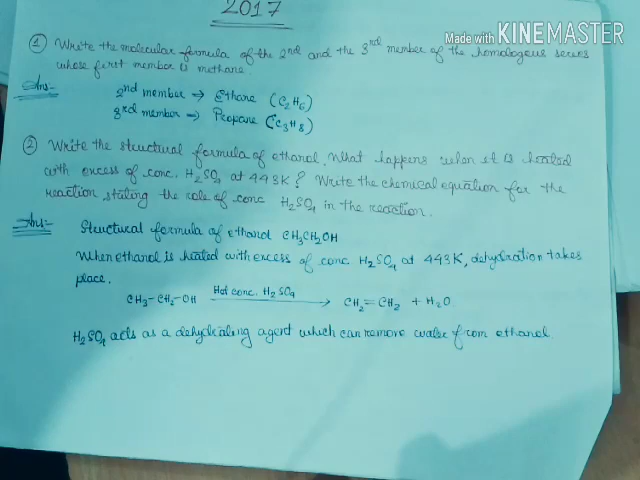 2017
Made with KINEMASTER
① Write the molecular formula of the 2nd and the 3rd member of the homologous series
whose first member is methane.
Ans:-
2nd member → Ethane (C₂H₆)
3rd member → Propane (C₃H₈)
② Write the structural formula of ethanol. What happens when it is heated
with excess of conc. H₂SO₄ at 443K? Write the chemical equation for the
reaction, stating the role of conc H₂SO₄ in the reaction.
Ans:-
Structural formula of ethanol CH₃CH₂OH
When ethanol is heated with excess of conc H₂SO₄ at 443K, dehydration takes
place.
CH₃-CH₂-OH Hot conc. H₂SO₄ → CH₂=CH₂ + H₂O
H₂SO₄ acts as a dehydrating agent which can remove water from ethanol.